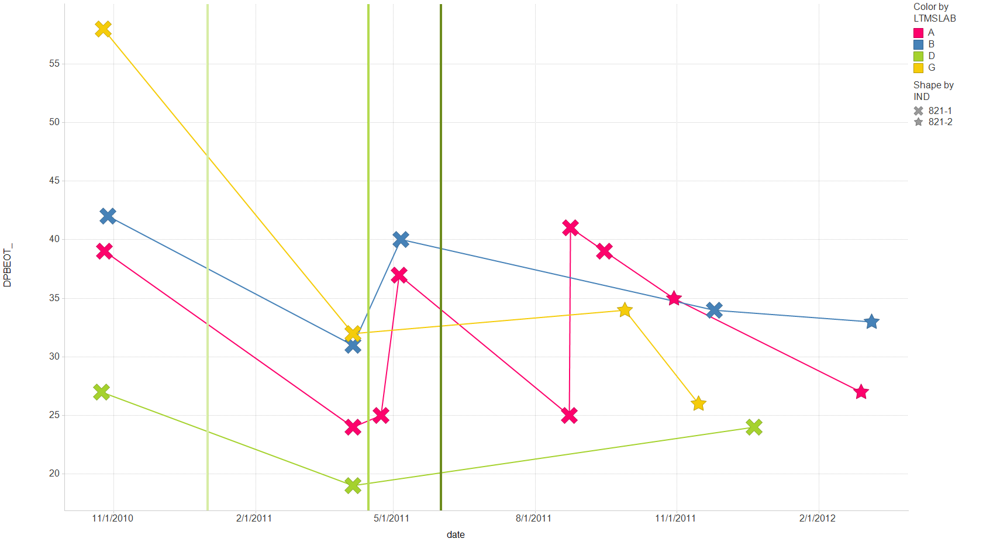 Color by
LTMSLAB
A
B
D
G
Shape by
IND
821-1
821-2
DPBEOT_
55
50
45
40
35
30
25
20
11/1/2010
2/1/2011
5/1/2011
8/1/2011
11/1/2011
2/1/2012
date